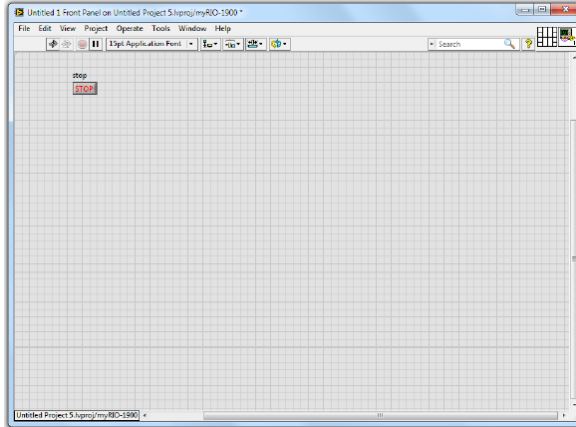 Untitled 1 Front Panel on Untitled Project 5.lvproj/myRIO-1900 *
File Edit View Project Operate Tools Window Help
15pt Application Font Search
stop
STOP
Untitled Project 5.lvproj/myRIO-1900